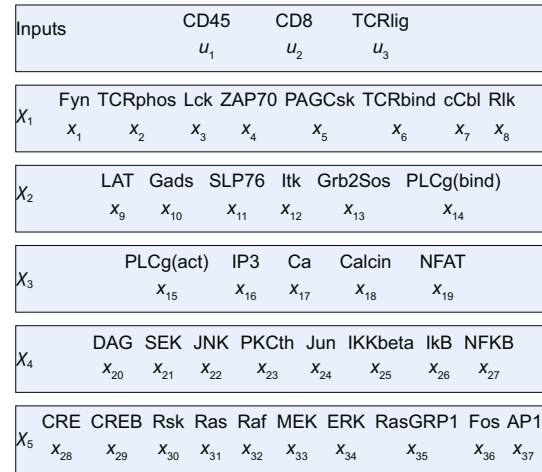 Inputs CD45 CD8 TCRlig
u1 u2 u3
X1 Fyn TCRphos Lck ZAP70 PAGCsk TCRbind cCbl Rlk
x1 x2 x3 x4 x5 x6 x7 x8
X2 LAT Gads SLP76 Itk Grb2Sos PLCg(bind)
x9 x10 x11 x12 x13 x14
X3 PLCg(act) IP3 Ca Calcin NFAT
x15 x16 x17 x18 x19
X4 DAG SEK JNK PKCth Jun IKKbeta IkB NFKB
x20 x21 x22 x23 x24 x25 x26 x27
X5 CRE CREB Rsk Ras Raf MEK ERK RasGRP1 Fos AP1
x28 x29 x30 x31 x32 x33 x34 x35 x36 x37